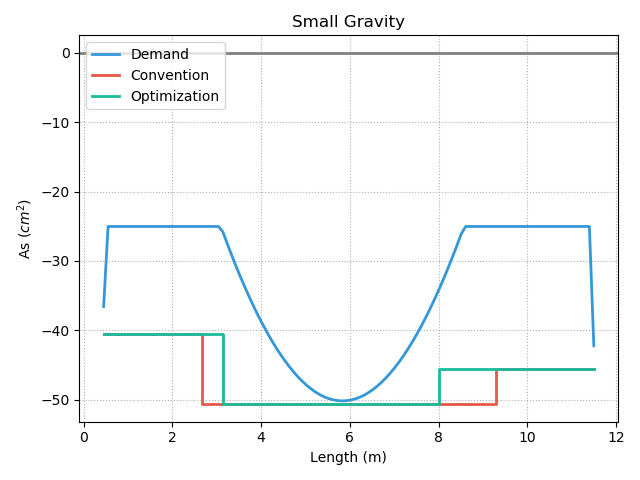 Small Gravity
Demand
Convention
Optimization
0
−10
−20
−30
−40
−50
As (cm²)
0 2 4 6 8 10 12
Length (m)